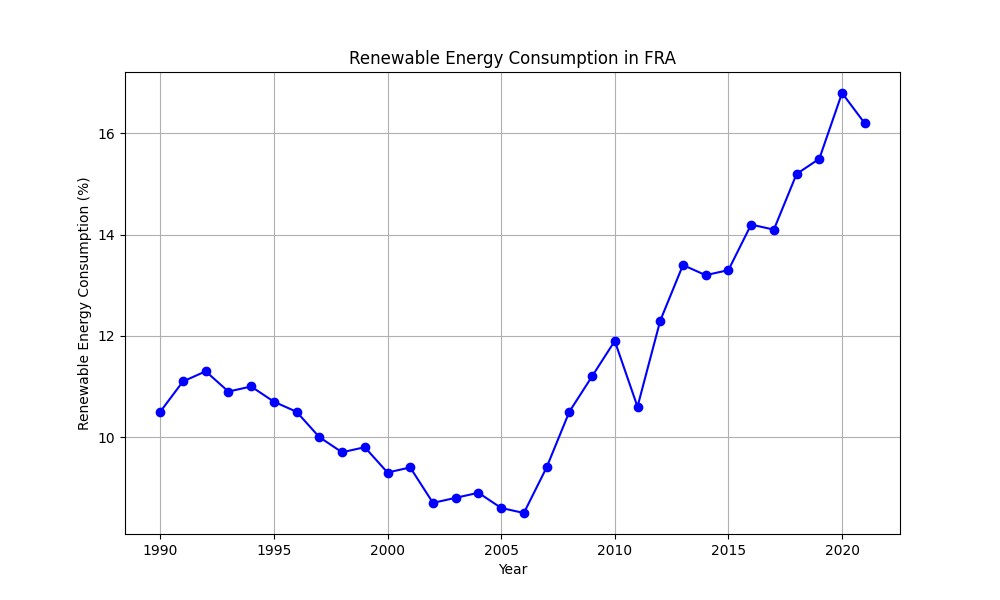 Renewable Energy Consumption in FRA
Renewable Energy Consumption (%)
16
14
12
10
1990 1995 2000 2005 2010 2015 2020
Year